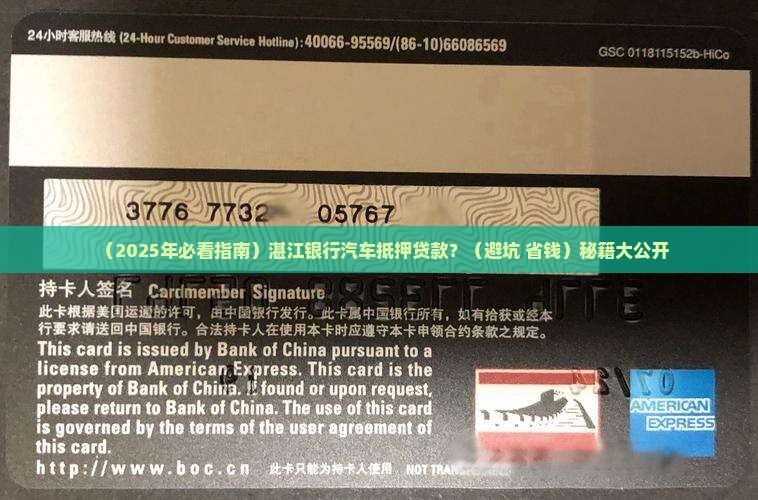 24小时客服热线 (24-Hour Customer Service Hotline):40066-95569/(86-10)66086569
GSC 0118115152b-HiCo
3776 7732 05767
（2025年必看指南）湛江银行汽车抵押贷款？（避坑 省钱）秘籍大公开
持卡人签名 Cardmember Signature
此卡根据美国运通的许可，由中国银行发行。此卡属中国银行所有，如有拾获或经本
行要求请送回中国银行。合法持卡人在使用本卡时应遵守本卡申领合约条款之规定。
This card is issued by Bank of China pursuant to a
license from American Express. This card is the
property of Bank of China. If found or upon request,
please return to Bank of China. The use of this card
is governed by the terms of the user agreement of
this card.
AMERICAN
EXPRESS
http://www.boc.cn 此卡只能为持卡人使用 NOT